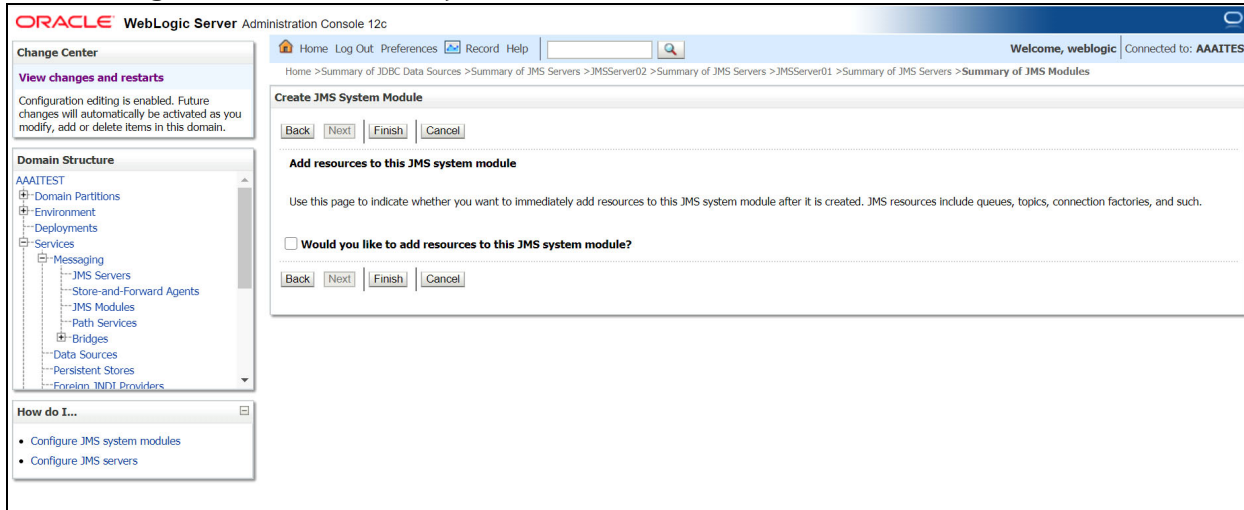 ORACLE WebLogic Server Administration Console 12c
Change Center
View changes and restarts
Configuration editing is enabled. Future
changes will automatically be activated as you
modify, add or delete items in this domain.
Domain Structure
AAAITEST
Domain Partitions
Environment
Deployments
Services
Messaging
JMS Servers
Store-and-Forward Agents
JMS Modules
Path Services
Bridges
Data Sources
Persistent Stores
Foreign JNDI Providers
How do I...
Configure JMS system modules
Configure JMS servers
Home Log Out Preferences Record Help
Welcome, weblogic Connected to: AAAITES
Home >Summary of JDBC Data Sources >Summary of JMS Servers >JMSServer02 >Summary of JMS Servers >JMSServer01 >Summary of JMS Servers >Summary of JMS Modules
Create JMS System Module
Back Next Finish Cancel
Add resources to this JMS system module
Use this page to indicate whether you want to immediately add resources to this JMS system module after it is created. JMS resources include queues, topics, connection factories, and such.
Would you like to add resources to this JMS system module?
Back Next Finish Cancel